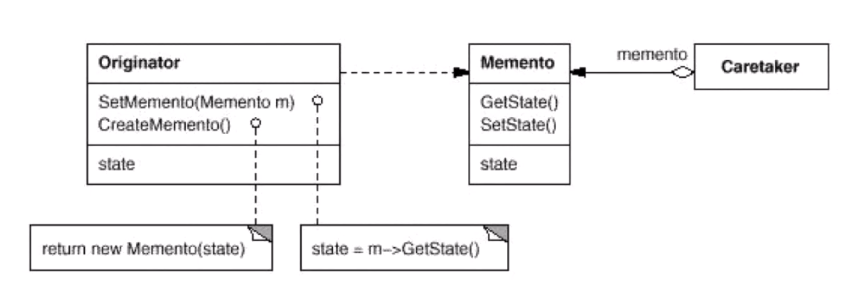 Originator
SetMemento(Memento m)
CreateMemento()
state
Memento
GetState()
SetState()
state
memento
Caretaker
return new Memento(state)
state = m->GetState()